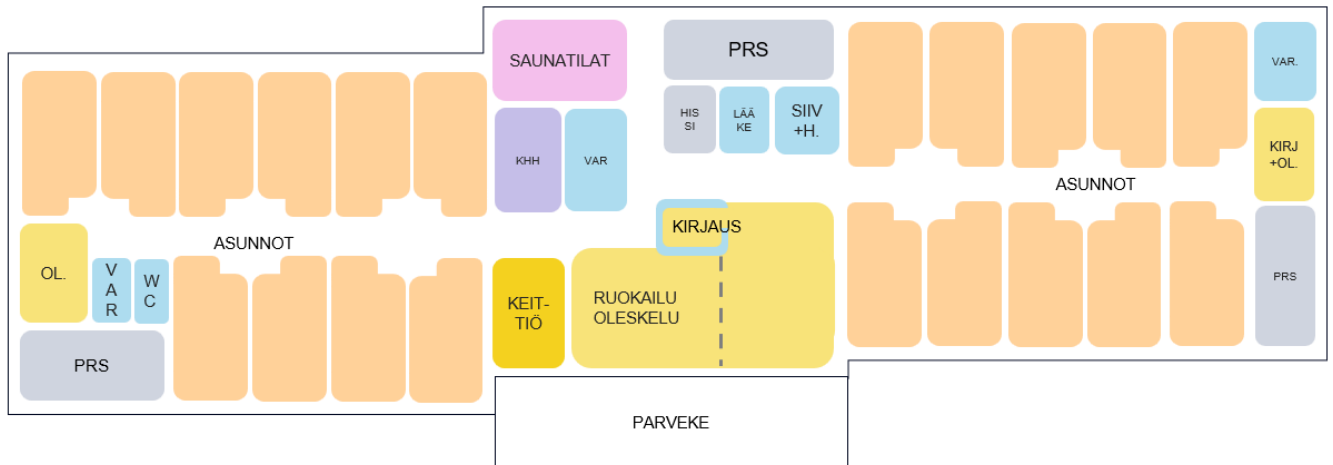 SAUNATILAT
PRS
VAR.
HIS
SI
LÄÄ
KE
SIIV
+H.
KHH
VAR
KIRJ
+OL.
ASUNNOT
KIRJAUS
ASUNNOT
OL.
V
A
R
W
C
KEIT-
TIÖ
RUOKAILU
OLESKELU
PRS
PRS
PARVEKE